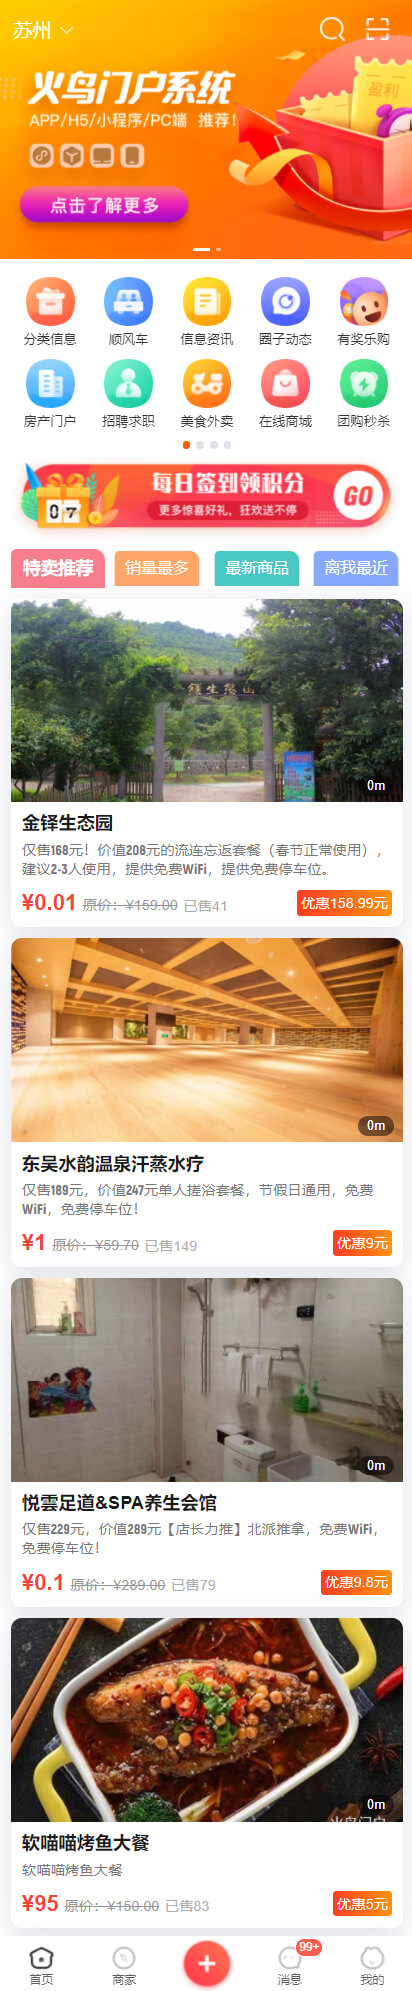 苏州
火鸟门户系统
APP/H5/小程序/PC端 推荐!
盈利
点击了解更多
分类信息 顺风车 信息资讯 圈子动态 有奖乐购
房产门户 招聘求职 美食外卖 在线商城 团购秒杀
07
每日签到领积分
更多惊喜好礼，狂欢送不停
GO
特卖推荐 销量最多 最新商品 离我最近
0m
金铎生态园
仅售168元！价值208元的流连忘返套餐（春节正常使用），
建议2-3人使用，提供免费WiFi，提供免费停车位。
¥0.01 原价：¥159.00 已售41 优惠158.99元
0m
东吴水韵温泉汗蒸水疗
仅售189元，价值247元单人搓浴套餐，节假日通用，免费
WiFi，免费停车位！
¥1 原价：¥59.70 已售149 优惠9元
0m
悦雲足道&SPA养生会馆
仅售229元，价值289元【店长力推】北派推拿，免费WiFi，
免费停车位！
¥0.1 原价：¥289.00 已售79 优惠9.8元
0m
软喵喵烤鱼大餐
软喵喵烤鱼大餐
¥95 原价：¥150.00 已售83 优惠5元
99+
首页 商家 消息 我的